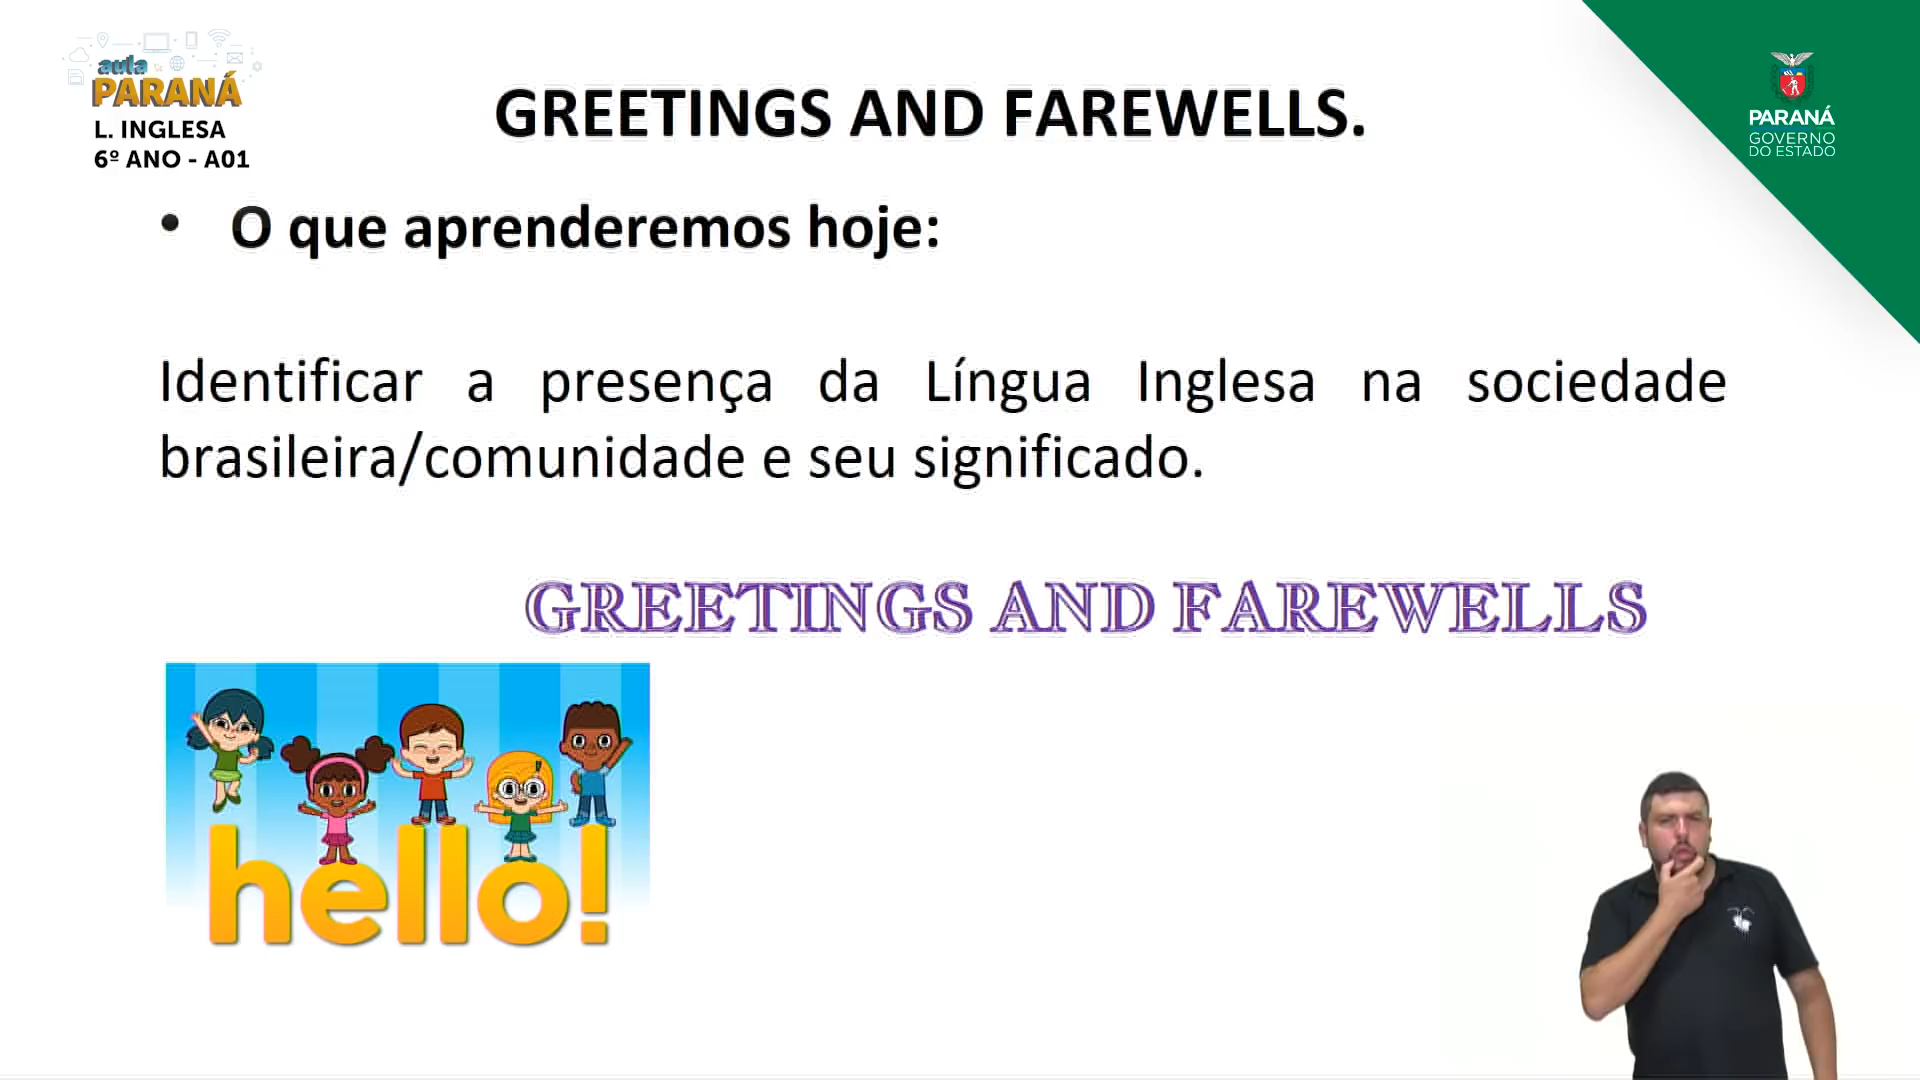 aula
PARANÁ
L. INGLESA
6º ANO - A01
GREETINGS AND FAREWELLS.
PARANÁ
GOVERNO
DO ESTADO
• O que aprenderemos hoje:
Identificar a presença da Língua Inglesa na sociedade
brasileira/comunidade e seu significado.
GREETINGS AND FAREWELLS
hello!